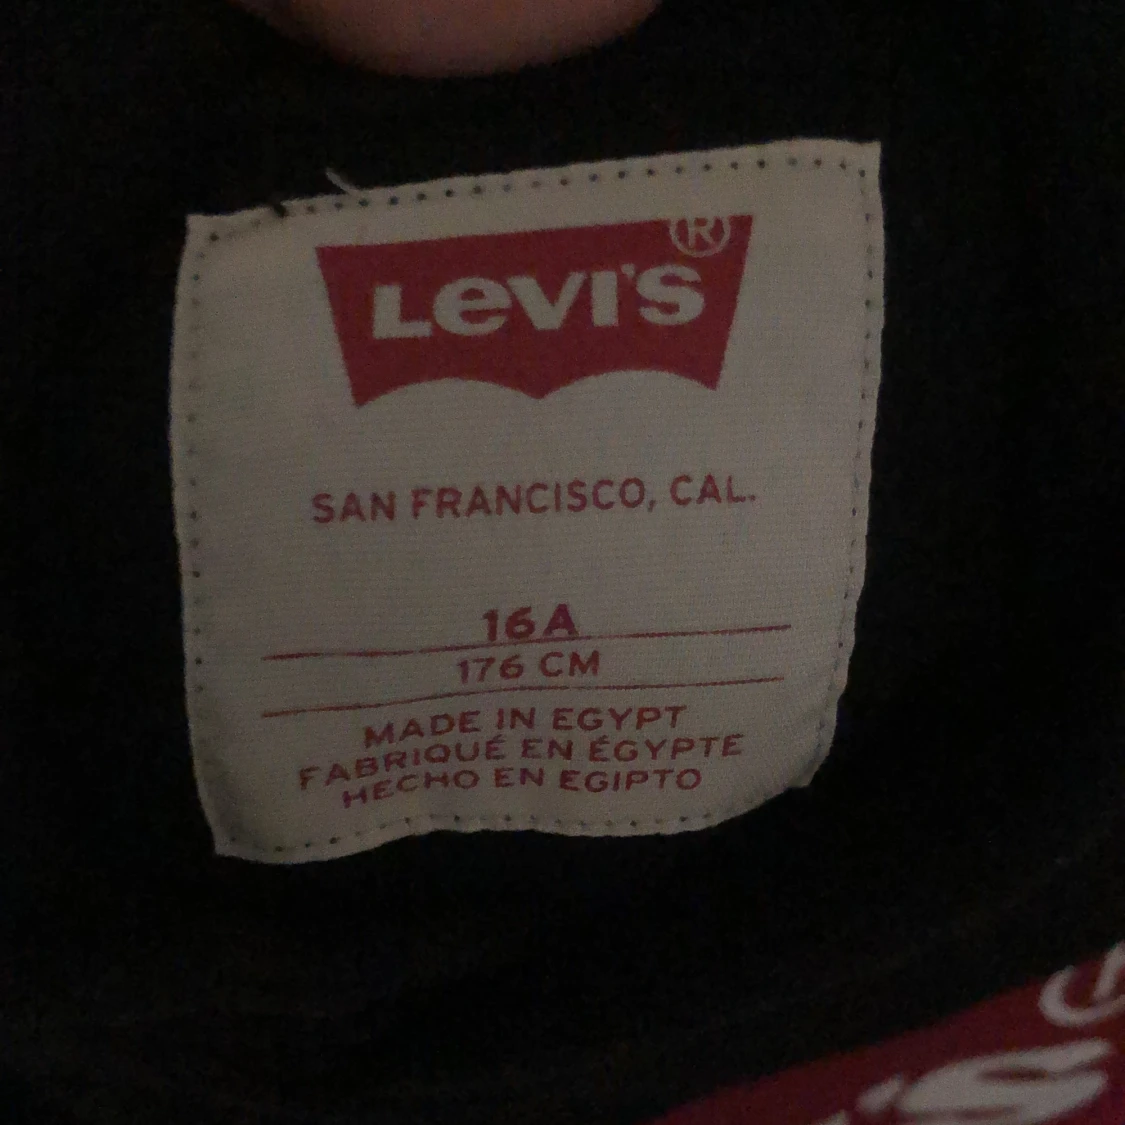 LEVI'S®
SAN FRANCISCO, CAL.
16A
176 CM
MADE IN EGYPT
FABRIQUÉ EN ÉGYPTE
HECHO EN EGIPTO
'S®